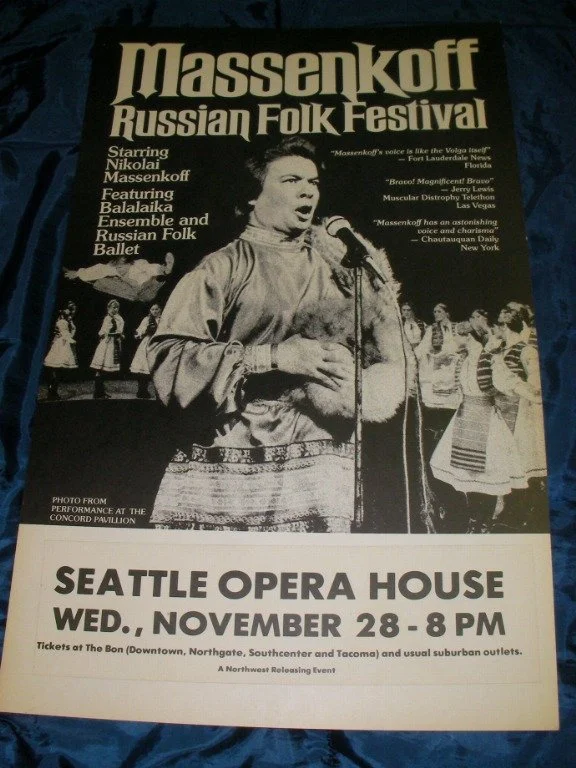 Massenkoff
Russian Folk Festival
Starring
Nikolai
Massenkoff
Featuring
Balalaika
Ensemble and
Russian Folk
Ballet
"Massenkoff's voice is like the Volga itself"
— Fort Lauderdale News
Florida
"Bravo! Magnificent! Bravo"
— Jerry Lewis
Muscular Distrophy Telethon
Las Vegas
"Massenkoff has an astonishing
voice and charisma"
— Chautauquan Daily
New York
PHOTO FROM
PERFORMANCE AT THE
CONCORD PAVILLION
SEATTLE OPERA HOUSE
WED., NOVEMBER 28 - 8 PM
Tickets at The Bon (Downtown, Northgate, Southcenter and Tacoma) and usual suburban outlets.
A Northwest Releasing Event